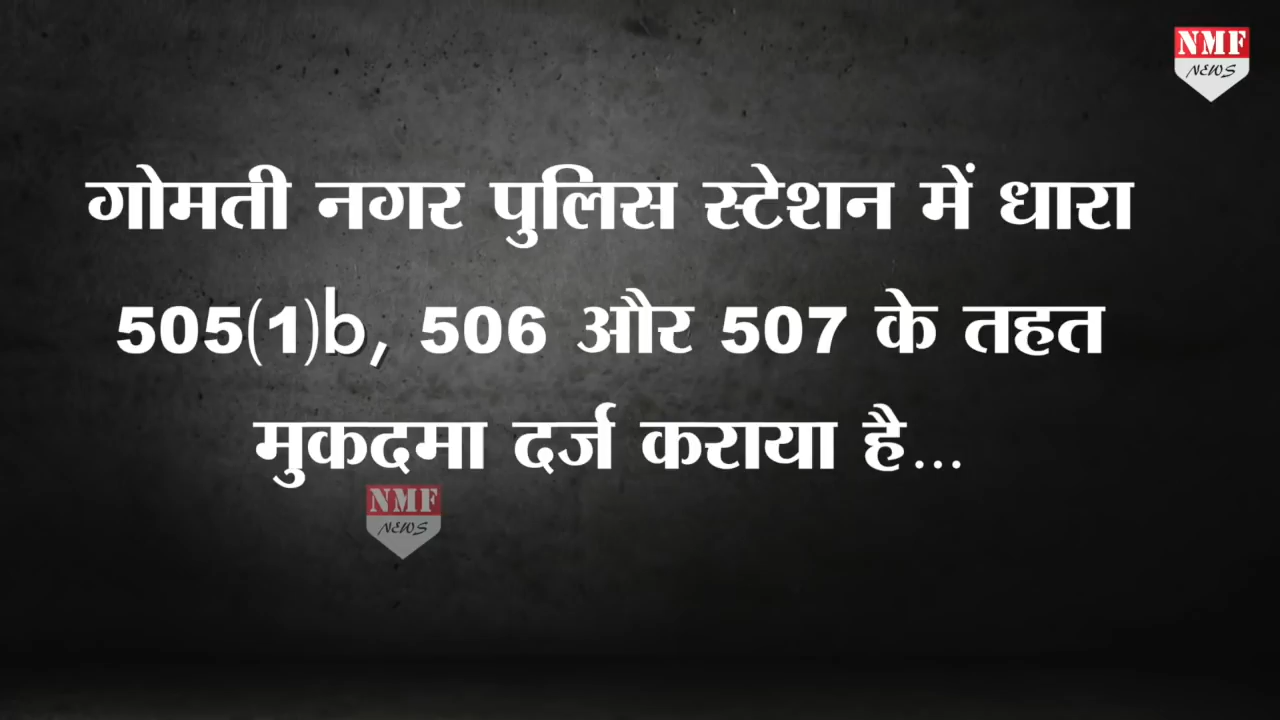 NMF
NEWS
गोमती नगर पुलिस स्टेशन में धारा
505(1)b, 506 और 507 के तहत
मुकदमा दर्ज कराया है...
NMF
NEWS